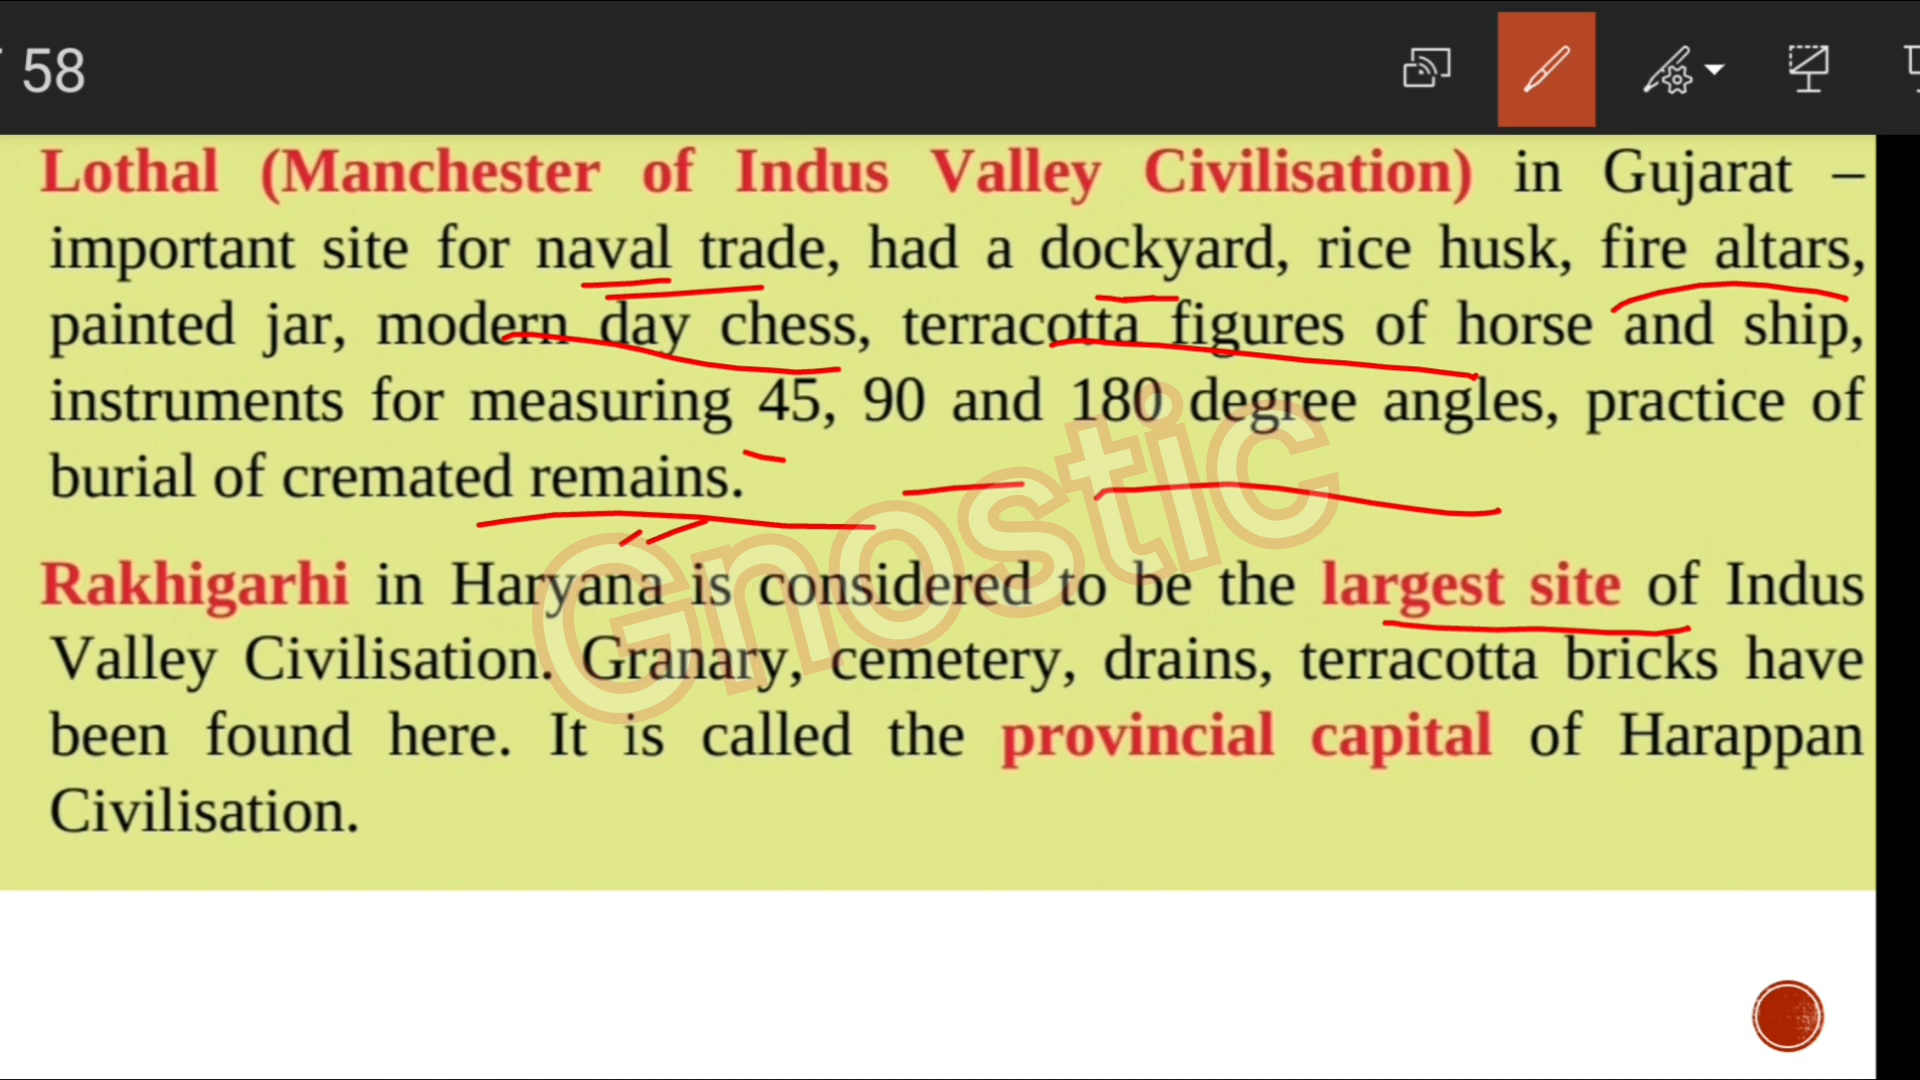 58
Lothal (Manchester of Indus Valley Civilisation) in Gujarat –
important site for naval trade, had a dockyard, rice husk, fire altars,
painted jar, modern day chess, terracotta figures of horse and ship,
instruments for measuring 45, 90 and 180 degree angles, practice of
burial of cremated remains.
Rakhigarhi in Haryana is considered to be the largest site of Indus
Valley Civilisation. Granary, cemetery, drains, terracotta bricks have
been found here. It is called the provincial capital of Harappan
Civilisation.
Gnostic